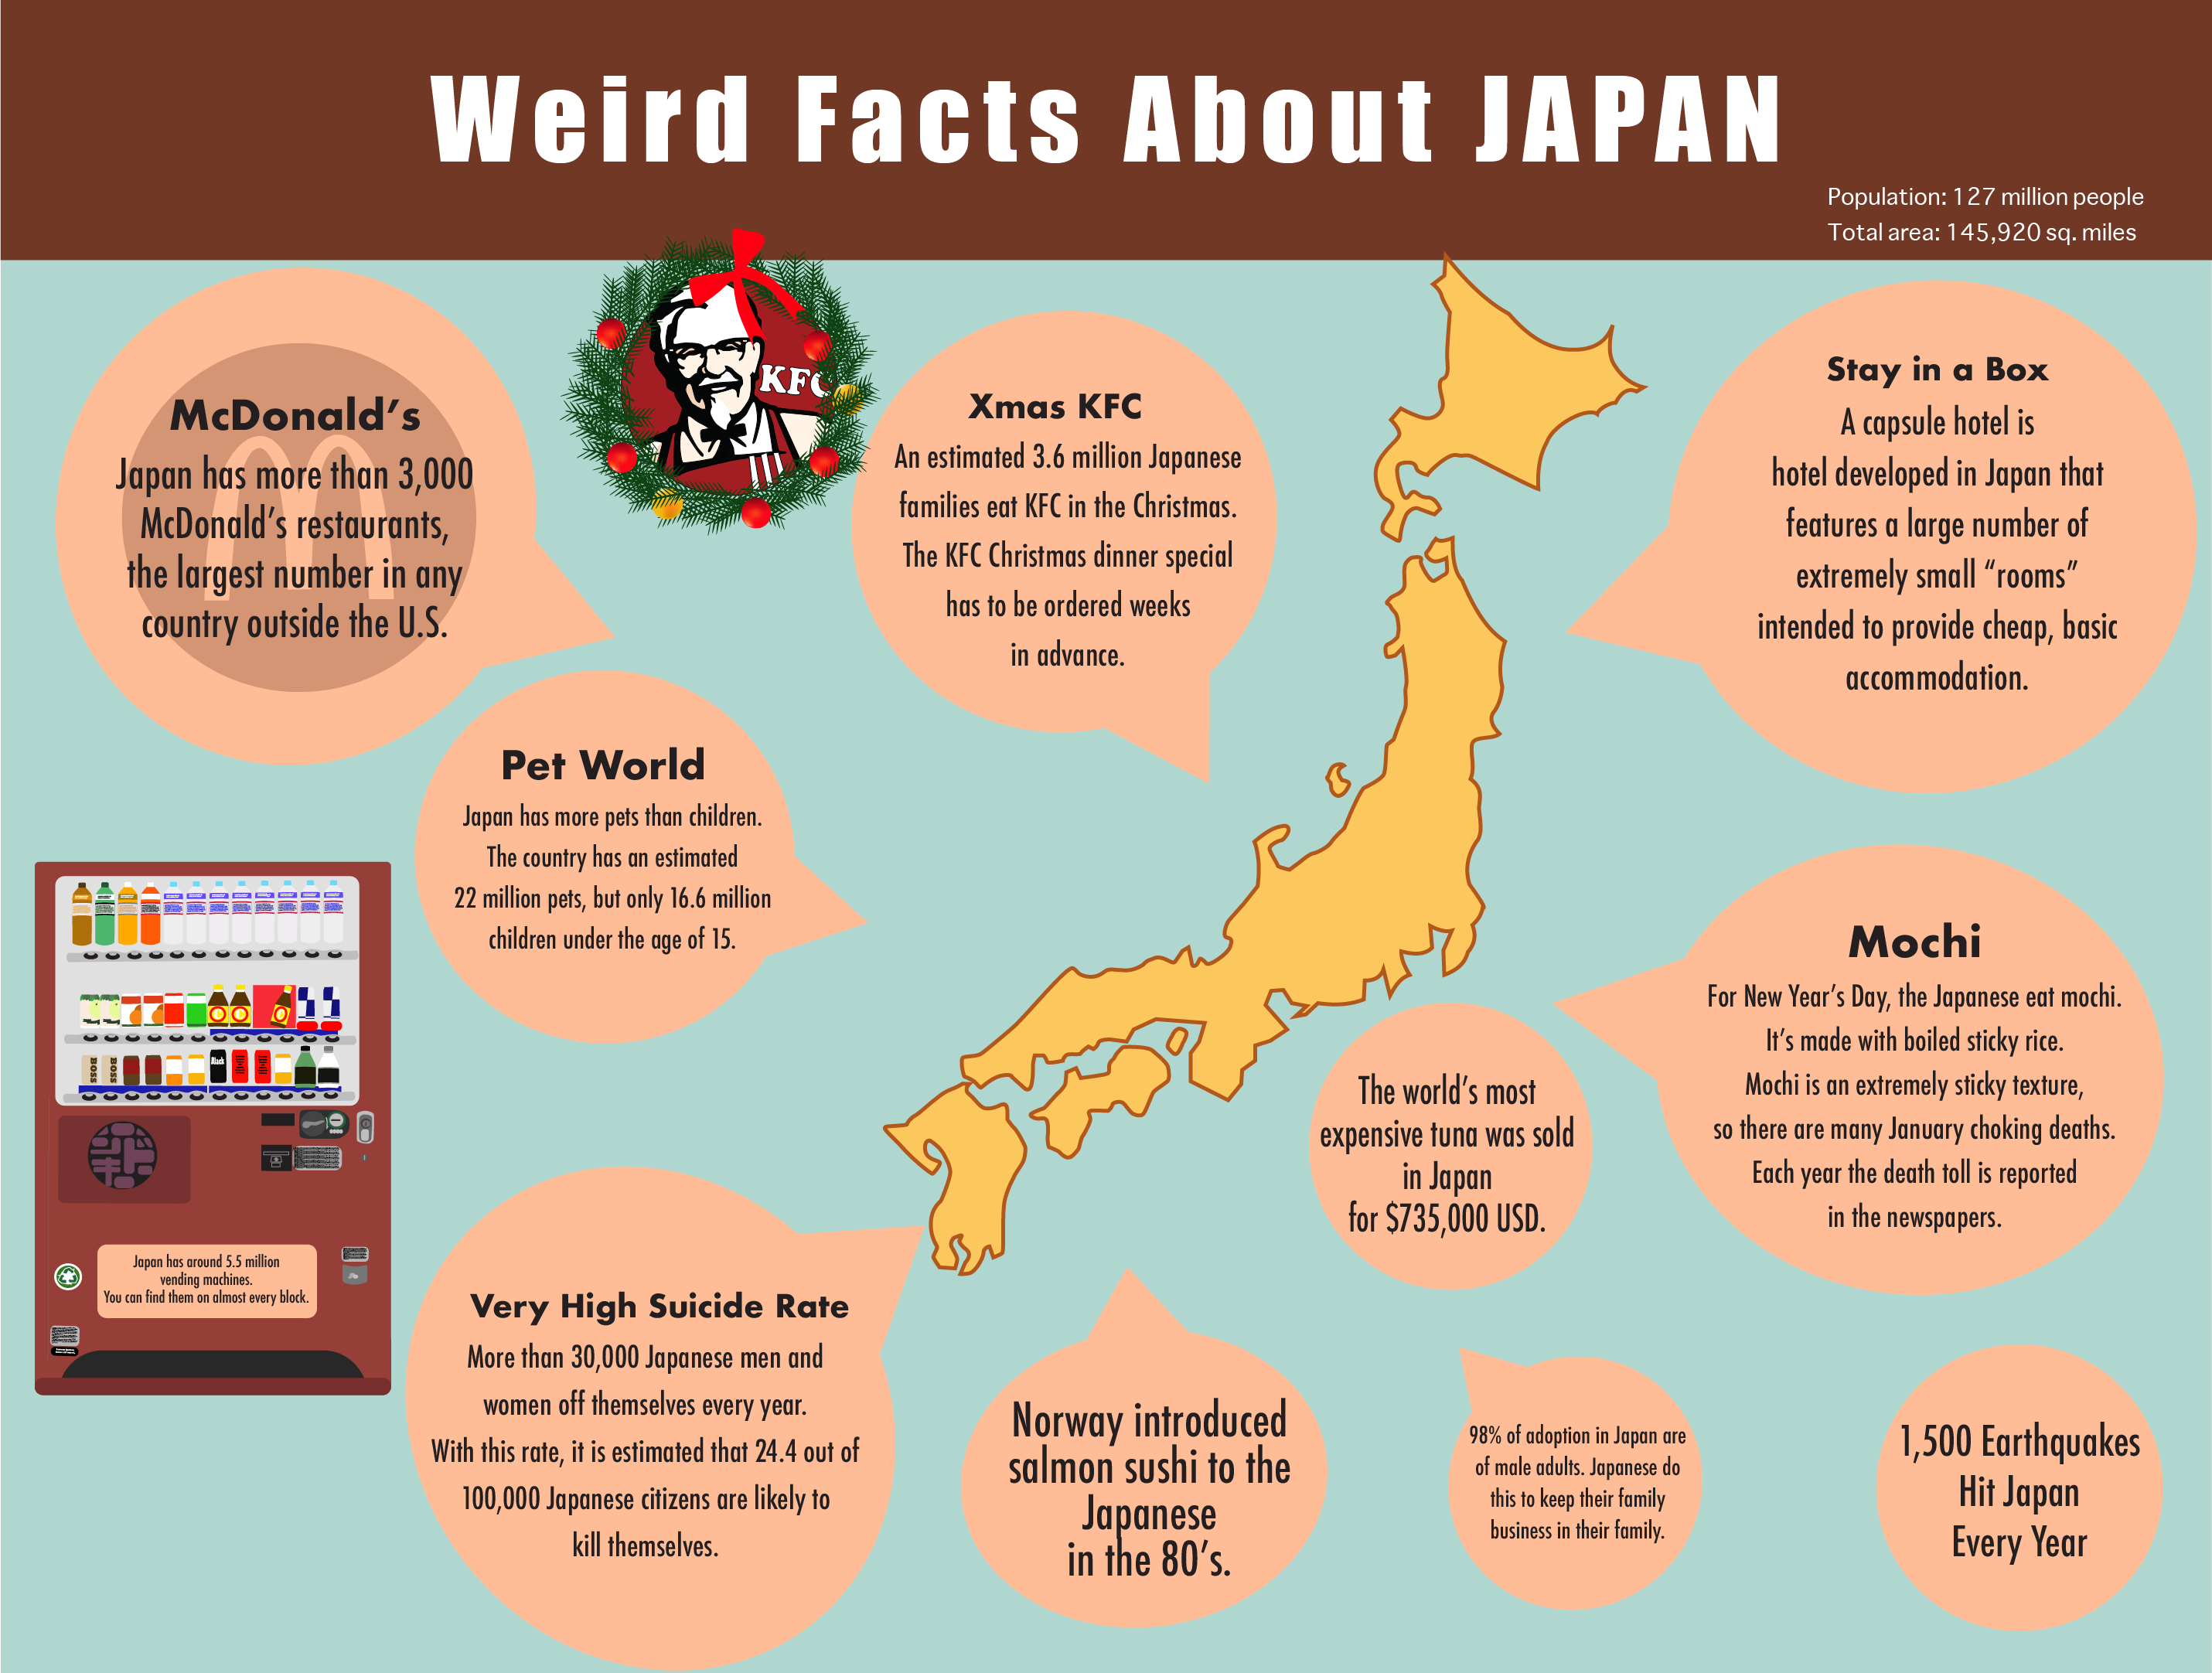 Weird Facts About JAPAN
Population: 127 million people
Total area: 145,920 sq. miles
McDonald's
Japan has more than 3,000
McDonald's restaurants,
the largest number in any
country outside the U.S.
KFC
Xmas KFC
An estimated 3.6 million Japanese
families eat KFC in the Christmas.
The KFC Christmas dinner special
has to be ordered weeks
in advance.
Stay in a Box
A capsule hotel is
hotel developed in Japan that
features a large number of
extremely small “rooms”
intended to provide cheap, basic
accommodation.
Pet World
Japan has more pets than children.
The country has an estimated
22 million pets, but only 16.6 million
children under the age of 15.
Mochi
For New Year's Day, the Japanese eat mochi.
It's made with boiled sticky rice.
Mochi is an extremely sticky texture,
so there are many January choking deaths.
Each year the death toll is reported
in the newspapers.
The world's most
expensive tuna was sold
in Japan
for $735,000 USD.
BOSS
BOSS
Black
Japan has around 5.5 million
vending machines.
You can find them on almost every block.
Very High Suicide Rate
More than 30,000 Japanese men and
women off themselves every year.
With this rate, it is estimated that 24.4 out of
100,000 Japanese citizens are likely to
kill themselves.
Norway introduced
salmon sushi to the
Japanese
in the 80's.
98% of adoption in Japan are
of male adults. Japanese do
this to keep their family
business in their family.
1,500 Earthquakes
Hit Japan
Every Year